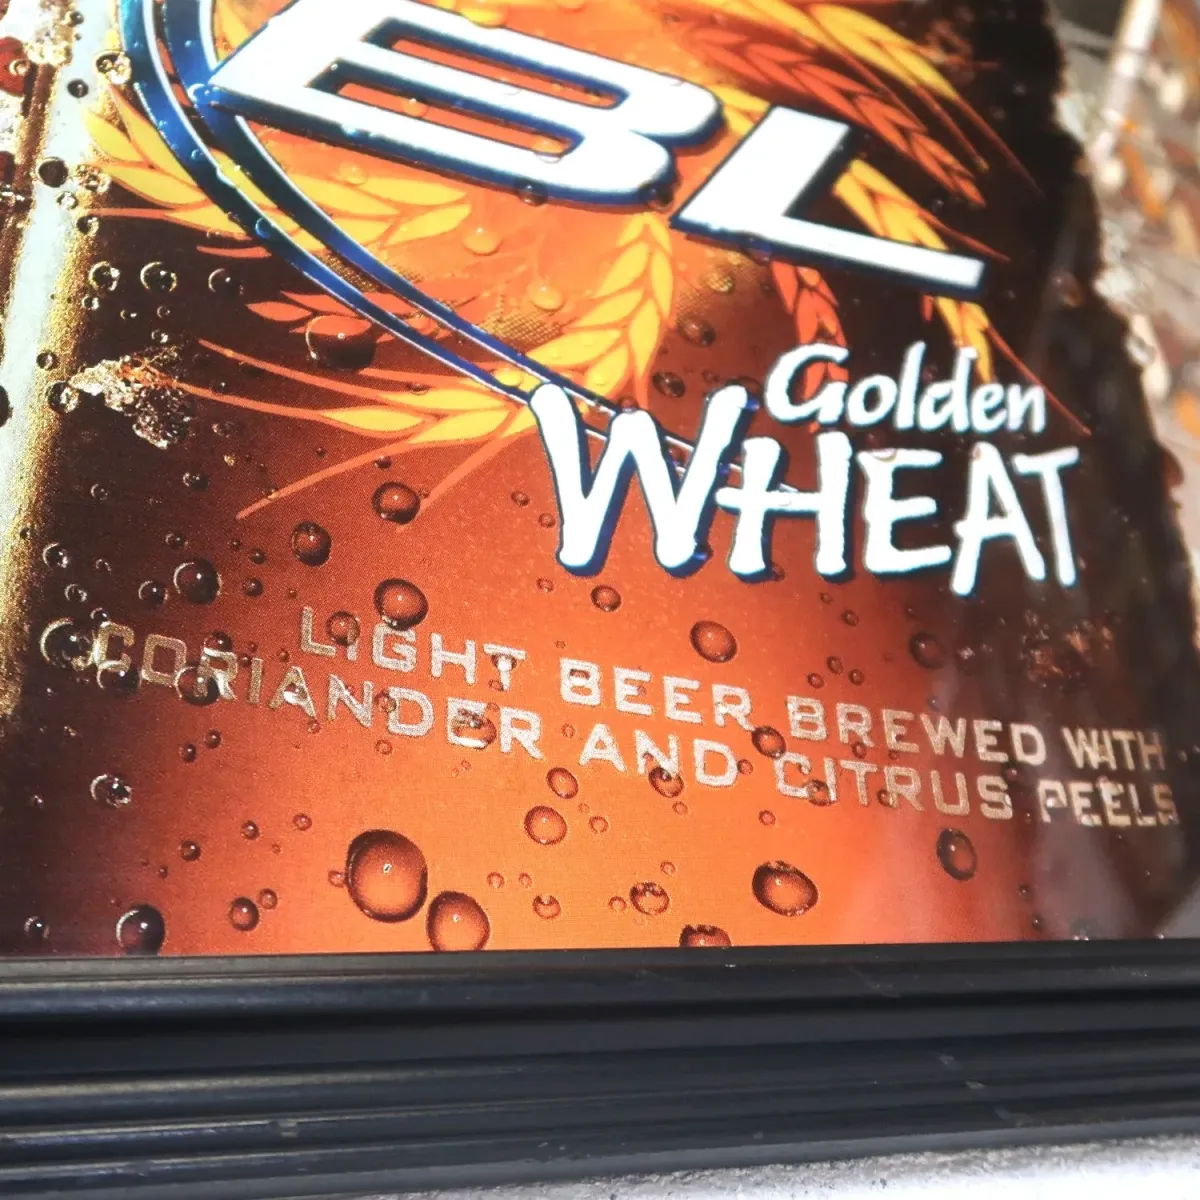 BL
Golden
WHEAT
LIGHT BEER BREWED WITH
CORIANDER AND CITRUS PEELS